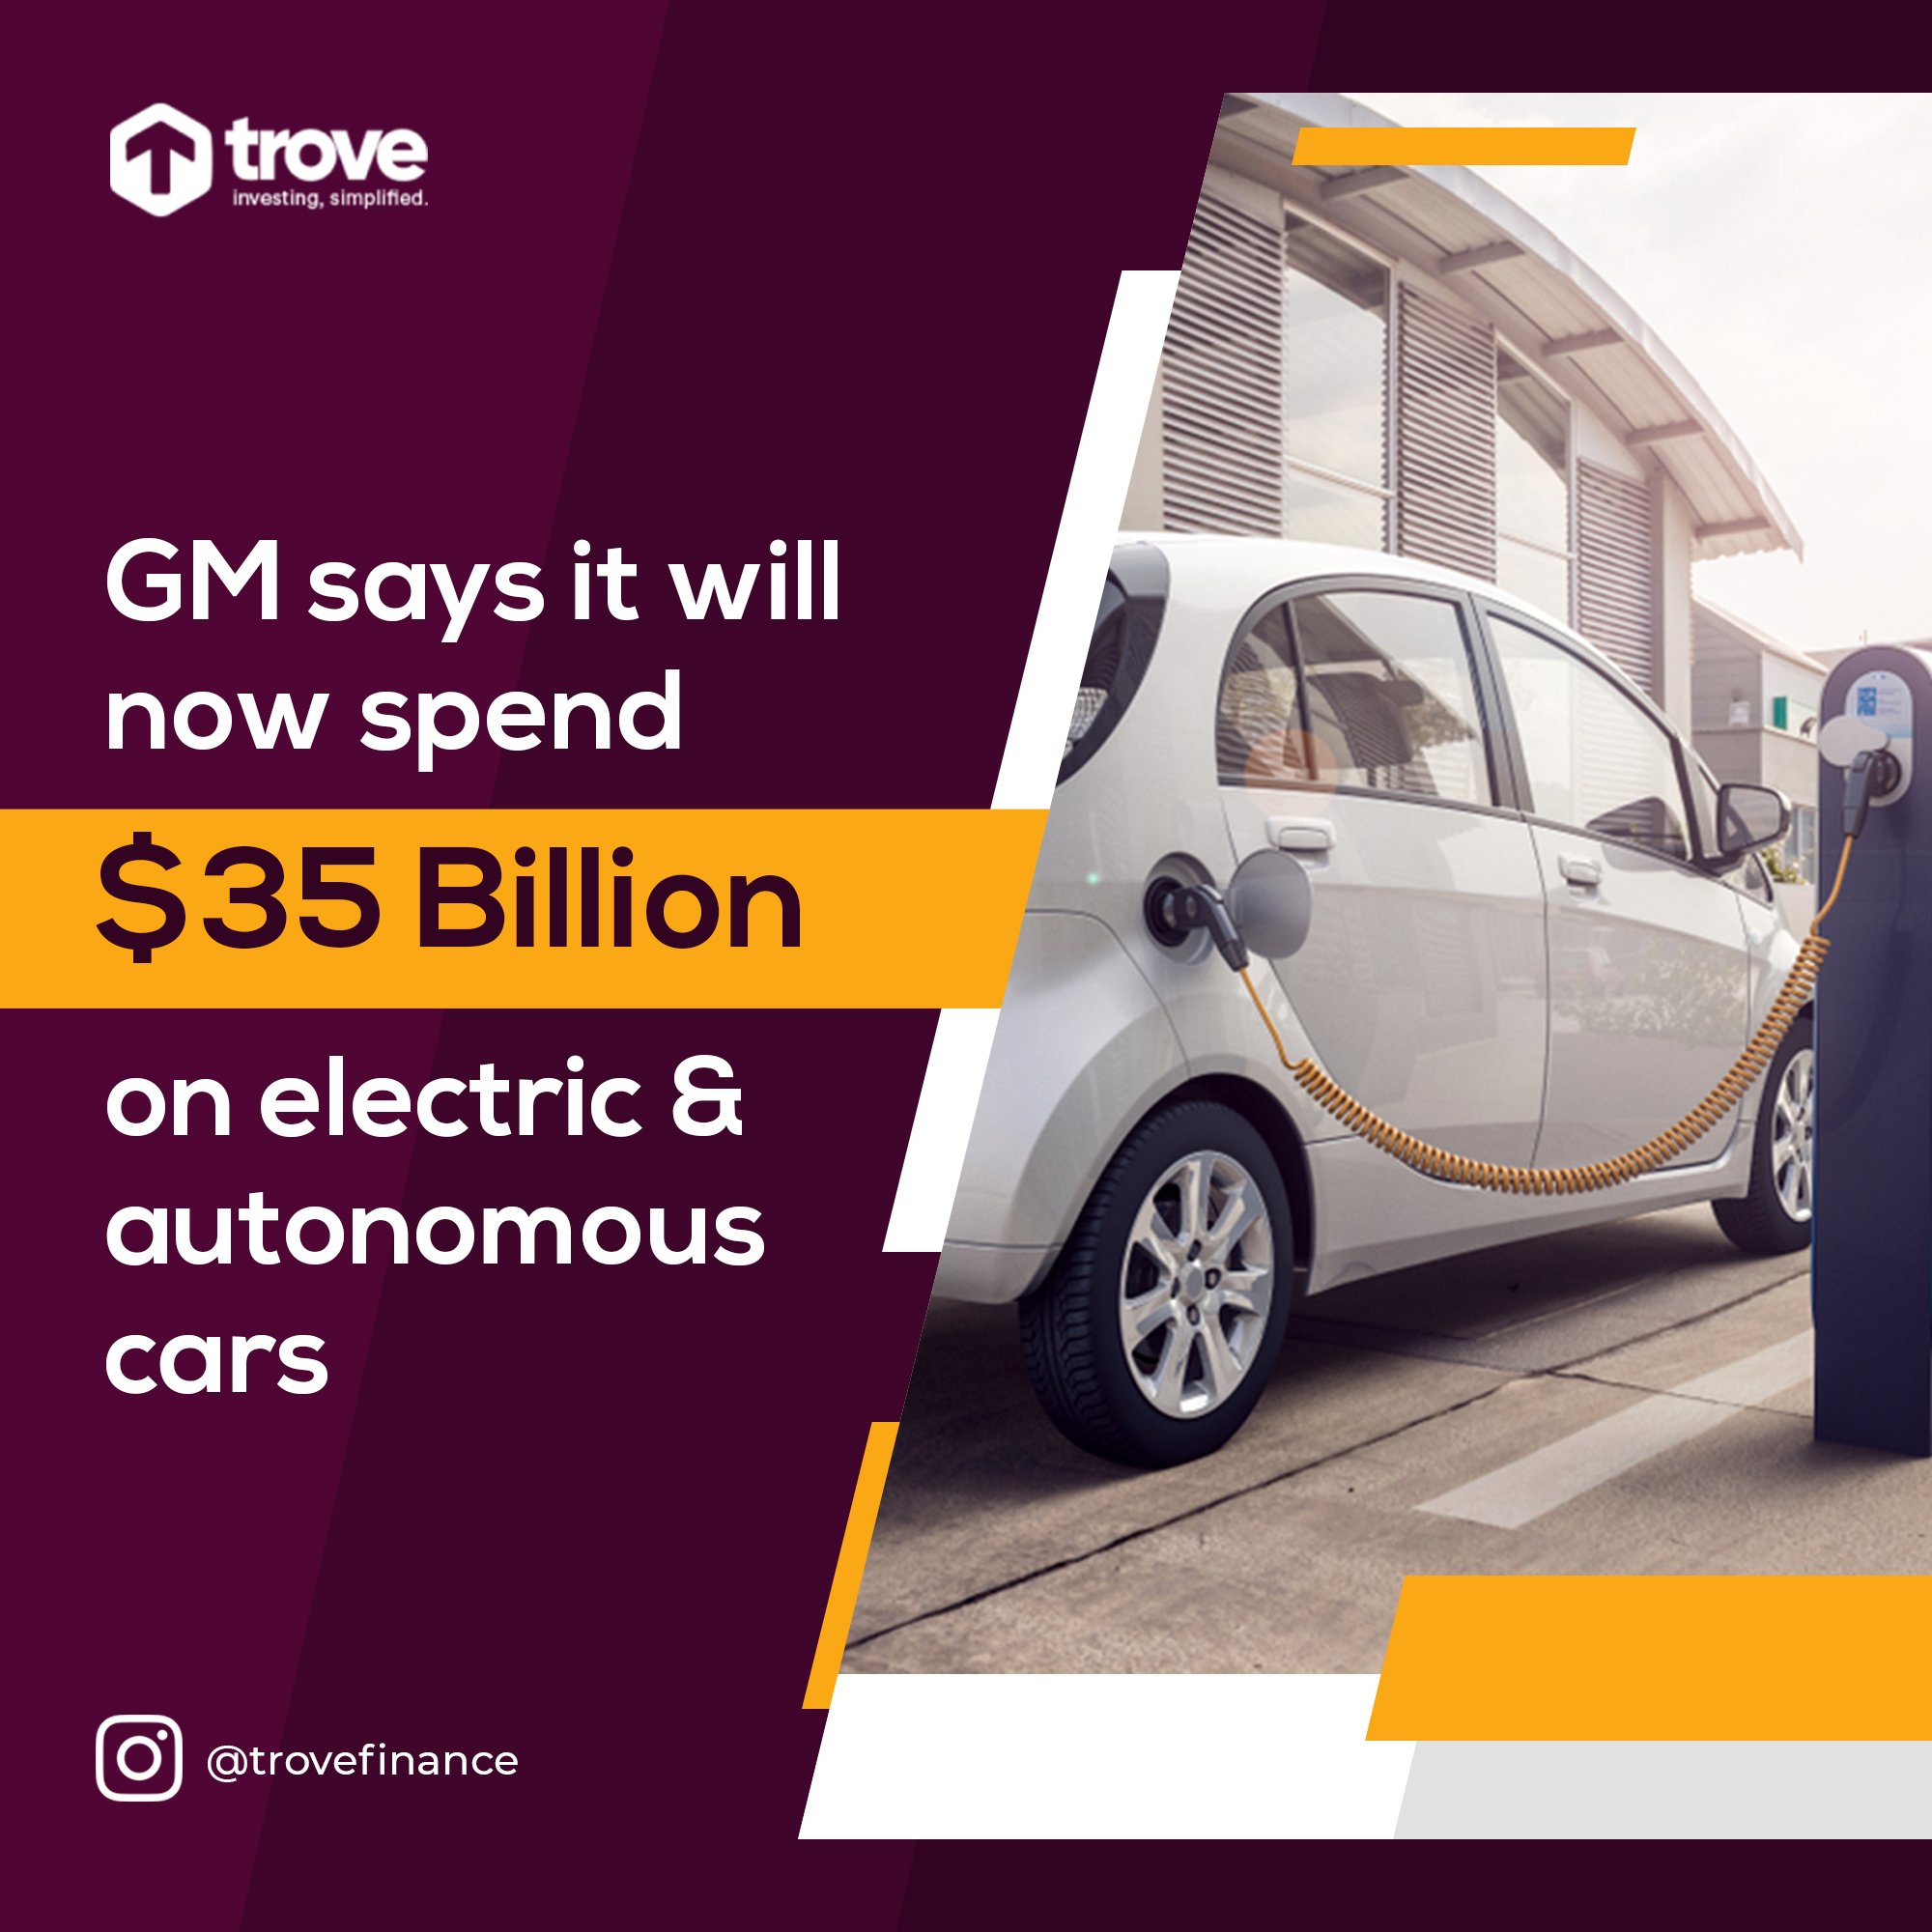 trove
investing, simplified.
GM says it will
now spend
$35 Billion
on electric &
autonomous
cars
@trovefinance